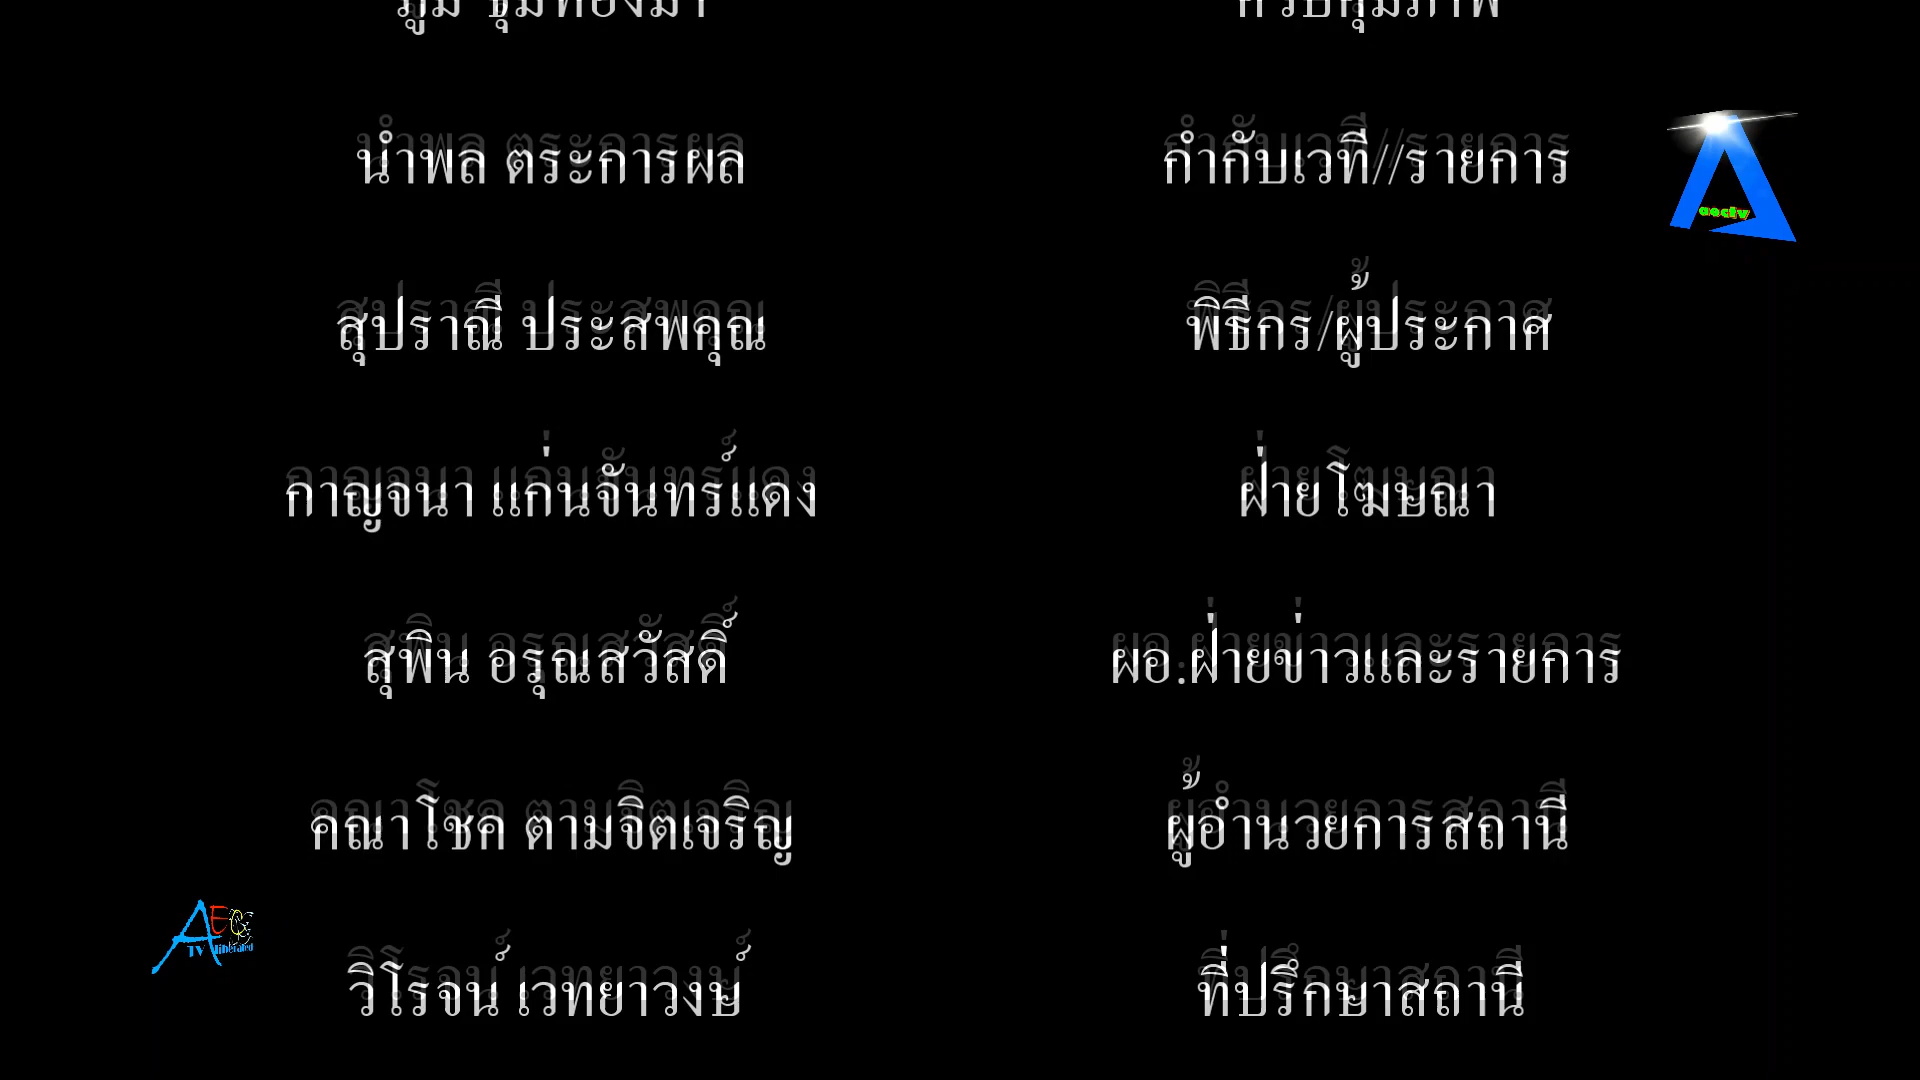 นำพล ตระการผล กำกับเวที//รายการ
aectv
สุปราณี ประสพคุณ พิธีกร/ผู้ประกาศ
กาญจนา แก่นจันทร์แดง ฝ่ายโฆษณา
สุพิน อรุณสวัสดิ์ ผอ.ฝ่ายข่าวและรายการ
คณาโชค ตามจิตเจริญ ผู้อำนวยการสถานี
AEC
TV liberated
วิโรจน์ เวทยาวงษ์ ที่ปรึกษาสถานี